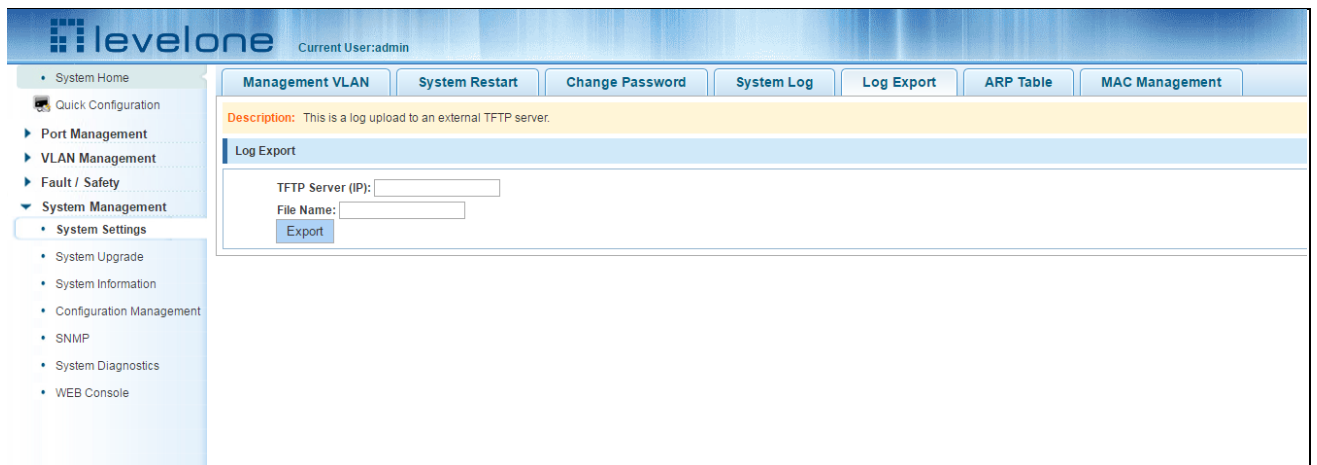 levelone
Current User:admin
System Home
Quick Configuration
Port Management
VLAN Management
Fault / Safety
System Management
System Settings
System Upgrade
System Information
Configuration Management
SNMP
System Diagnostics
WEB Console
Management VLAN
System Restart
Change Password
System Log
Log Export
ARP Table
MAC Management
Description: This is a log upload to an external TFTP server.
Log Export
TFTP Server (IP):
File Name:
Export